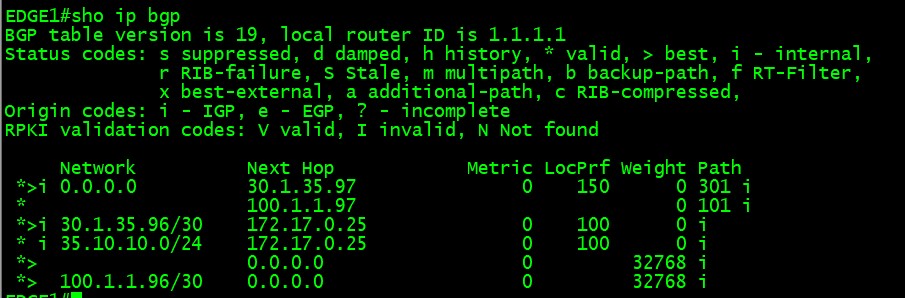 EDGE1#sho ip bgp
BGP table version is 19, local router ID is 1.1.1.1
Status codes: s suppressed, d damped, h history, * valid, > best, i - internal,
              r RIB-failure, S Stale, m multipath, b backup-path, f RT-Filter,
              x best-external, a additional-path, c RIB-compressed,
Origin codes: i - IGP, e - EGP, ? - incomplete
RPKI validation codes: V valid, I invalid, N Not found
     Network          Next Hop            Metric LocPrf Weight Path
 *>i 0.0.0.0          30.1.35.97               0    150      0 301 i
 *                    100.1.1.97                             0 101 i
 *>i 30.1.35.96/30    172.17.0.25              0    100      0 i
 * i 35.10.10.0/24    172.17.0.25              0    100      0 i
 *>                   0.0.0.0                  0         32768 i
 *>  100.1.1.96/30    0.0.0.0                  0         32768 i
EDGE1#